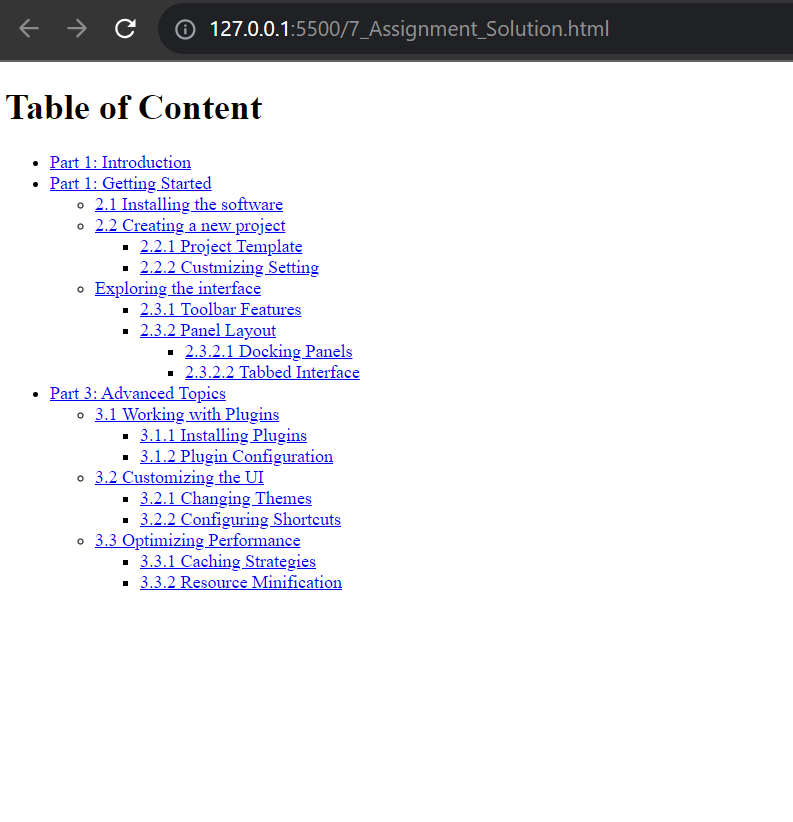 127.0.0.1:5500/7_Assignment_Solution.html
Table of Content
Part 1: Introduction
Part 1: Getting Started
2.1 Installing the software
2.2 Creating a new project
2.2.1 Project Template
2.2.2 Custmizing Setting
Exploring the interface
2.3.1 Toolbar Features
2.3.2 Panel Layout
2.3.2.1 Docking Panels
2.3.2.2 Tabbed Interface
Part 3: Advanced Topics
3.1 Working with Plugins
3.1.1 Installing Plugins
3.1.2 Plugin Configuration
3.2 Customizing the UI
3.2.1 Changing Themes
3.2.2 Configuring Shortcuts
3.3 Optimizing Performance
3.3.1 Caching Strategies
3.3.2 Resource Minification